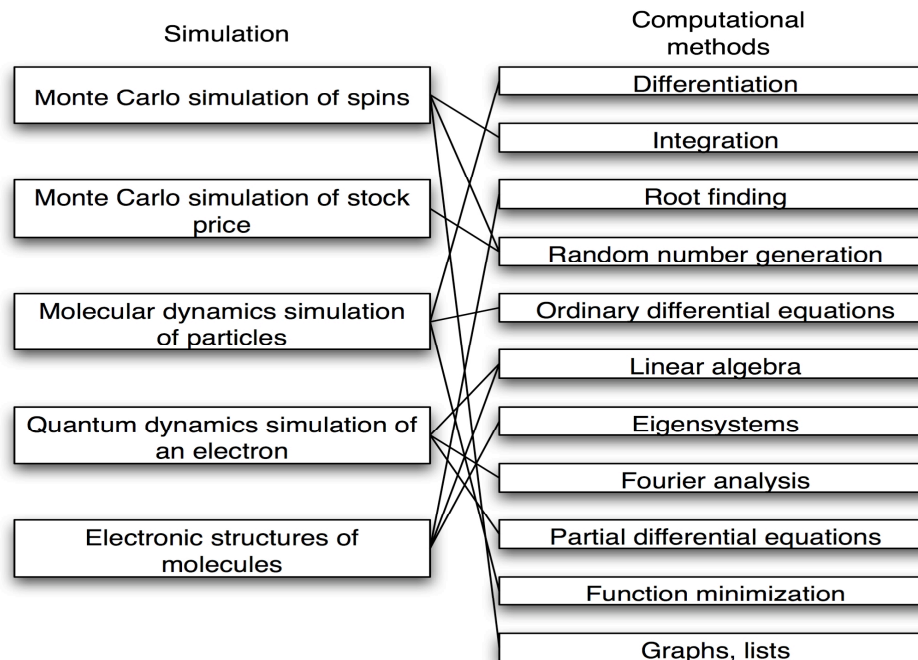 Simulation
Monte Carlo simulation of spins
Monte Carlo simulation of stock
price
Molecular dynamics simulation
of particles
Quantum dynamics simulation of
an electron
Electronic structures of
molecules
Computational
methods
Differentiation
Integration
Root finding
Random number generation
Ordinary differential equations
Linear algebra
Eigensystems
Fourier analysis
Partial differential equations
Function minimization
Graphs, lists